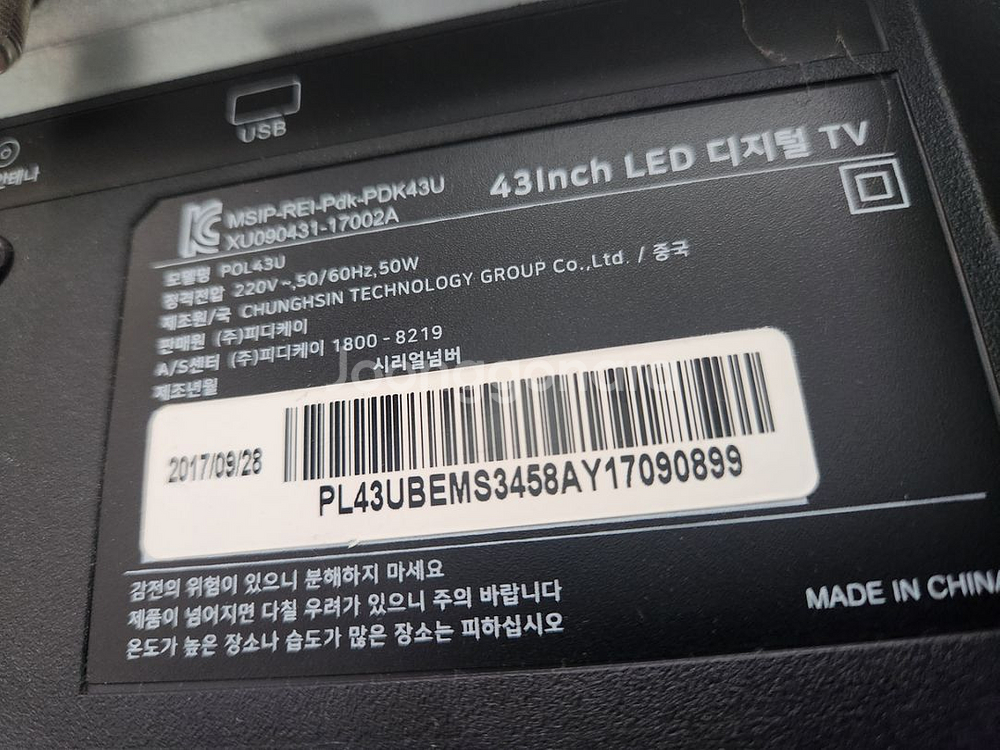 USB
안테나
MSIP-REI-Pdk-PDK43U
XU090431-17002A
43Inch LED 디지털 TV
모델명 POL43U
정격전압 220V~,50/60Hz,50W
제조원/국 CHUNGHSIN TECHNOLOGY GROUP Co.,Ltd. / 중국
판매원 (주)피디케이
A/S센터 (주)피디케이 1800-8219
제조년월 시리얼넘버
2017/09/28
PL43UBEMS3458AY17090899
감전의 위험이 있으니 분해하지 마세요
제품이 넘어지면 다칠 우려가 있으니 주의 바랍니다
온도가 높은 장소나 습도가 많은 장소는 피하십시오
MADE IN CHINA